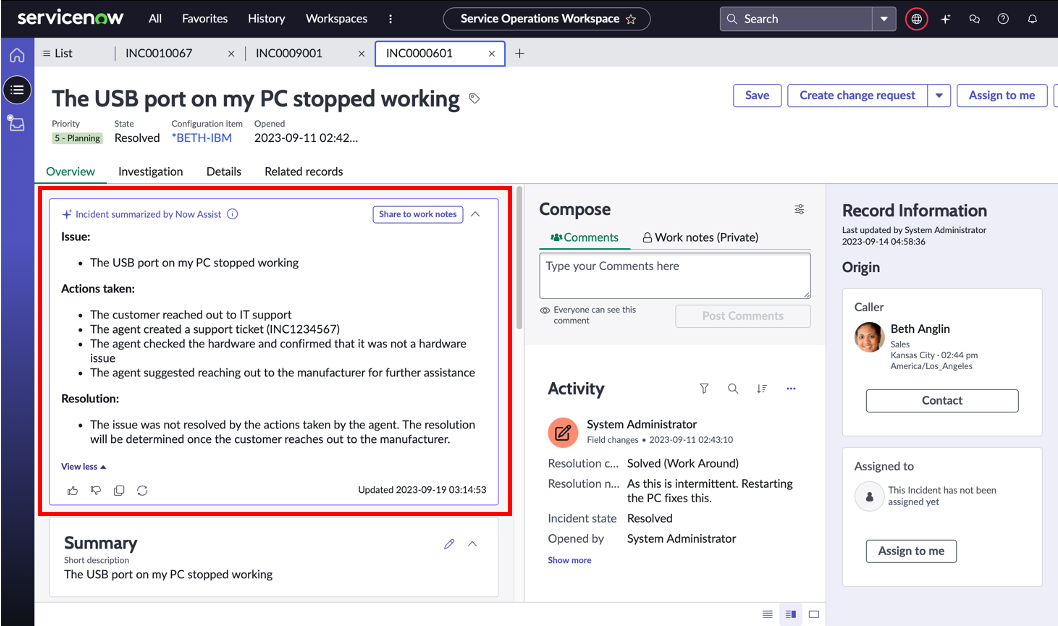 servicenow All Favorites History Workspaces Service Operations Workspace Search
List INC0010067 INC0009001 INC0000601
The USB port on my PC stopped working
Save Create change request Assign to me
Priority State Configuration item Opened
5 - Planning Resolved *BETH-IBM 2023-09-11 02:42...
Overview Investigation Details Related records
Incident summarized by Now Assist Share to work notes
Issue:
• The USB port on my PC stopped working
Actions taken:
• The customer reached out to IT support
• The agent created a support ticket (INC1234567)
• The agent checked the hardware and confirmed that it was not a hardware
issue
• The agent suggested reaching out to the manufacturer for further assistance
Resolution:
• The issue was not resolved by the actions taken by the agent. The resolution
will be determined once the customer reaches out to the manufacturer.
View less
Updated 2023-09-19 03:14:53
Summary
Short description
The USB port on my PC stopped working
Compose
Comments Work notes (Private)
Type your Comments here
Everyone can see this
comment
Post Comments
Activity
System Administrator
Field changes • 2023-09-11 02:43:10
Resolution c... Solved (Work Around)
Resolution n... As this is intermittent. Restarting
the PC fixes this.
Incident state Resolved
Opened by System Administrator
Show more
Record Information
Last updated by System Administrator
2023-09-14 04:58:36
Origin
Caller
Beth Anglin
Sales
Kansas City · 02:44 pm
America/Los_Angeles
Contact
Assigned to
This Incident has not been
assigned yet
Assign to me